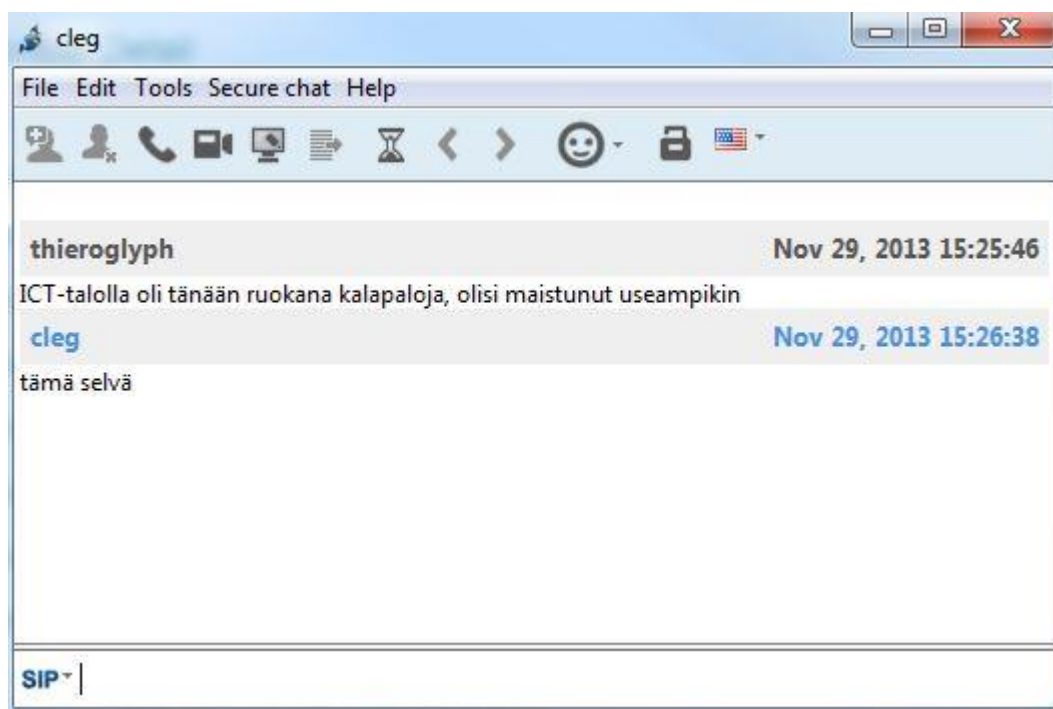 cleg
File Edit Tools Secure chat Help
thieroglyph Nov 29, 2013 15:25:46
ICT-talolla oli tänään ruokana kalapaloja, olisi maistunut useampikin
cleg Nov 29, 2013 15:26:38
tämä selvä
SIP